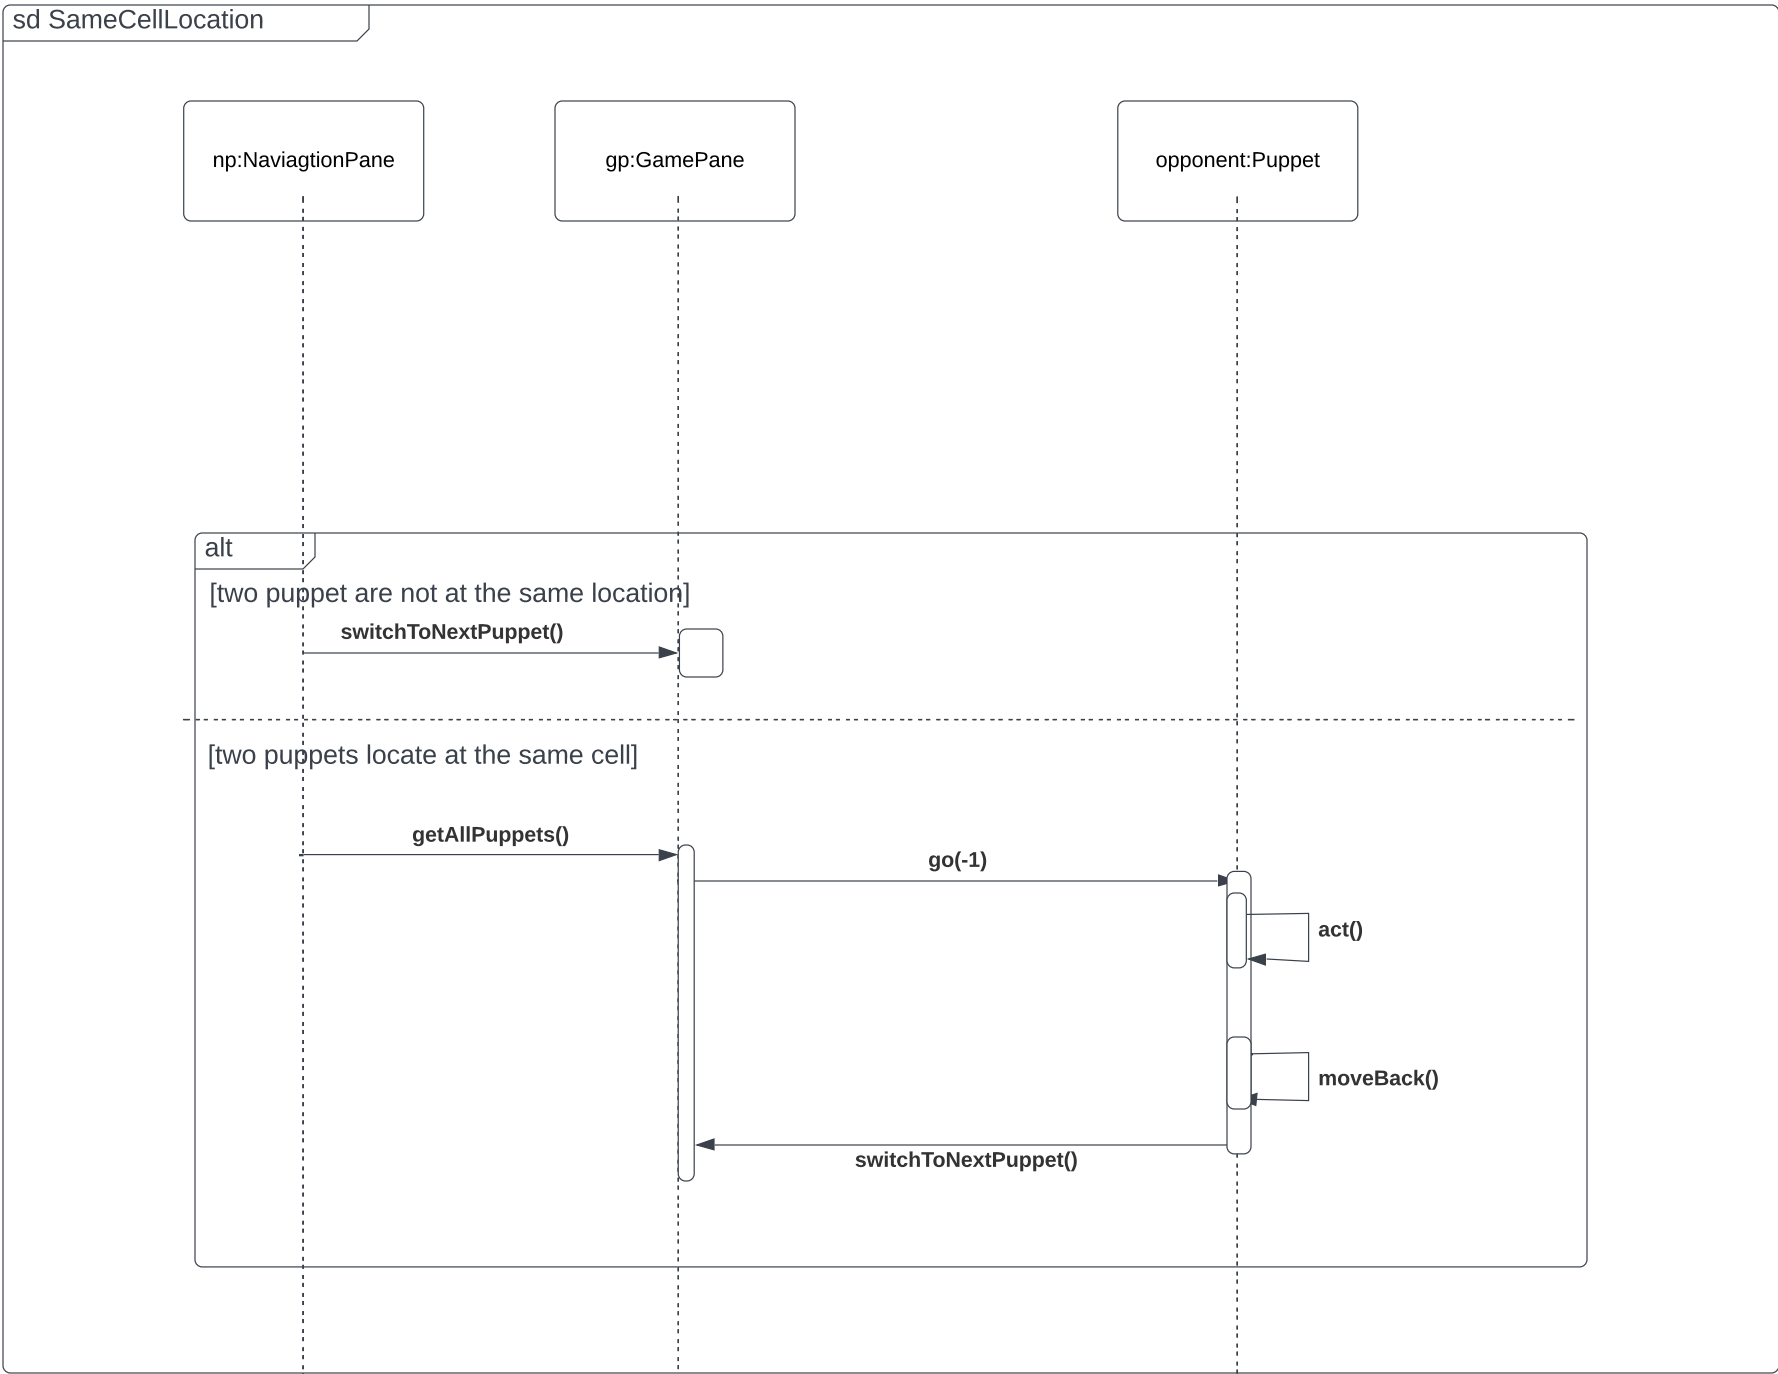 sd SameCellLocation
np:NaviagtionPane
gp:GamePane
opponent:Puppet
alt
[two puppet are not at the same location]
switchToNextPuppet()
[two puppets locate at the same cell]
getAllPuppets()
go(-1)
act()
moveBack()
switchToNextPuppet()